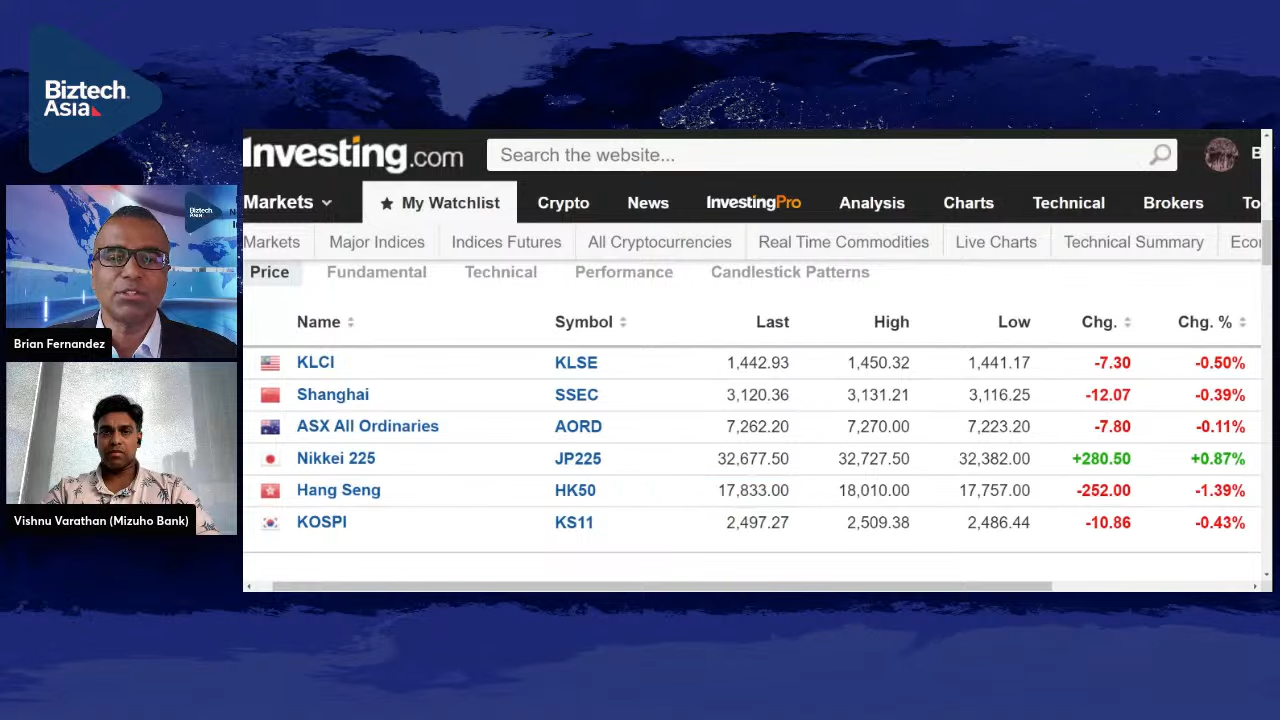 Biztech
Asia
Biztech
Asia
Brian Fernandez
Vishnu Varathan (Mizuho Bank)
Investing.com Search the website... B
Markets My Watchlist Crypto News InvestingPro Analysis Charts Technical Brokers To
Markets Major Indices Indices Futures All Cryptocurrencies Real Time Commodities Live Charts Technical Summary Econ
Price Fundamental Technical Performance Candlestick Patterns
Name Symbol Last High Low Chg. Chg. %
KLCI KLSE 1,442.93 1,450.32 1,441.17 -7.30 -0.50%
Shanghai SSEC 3,120.36 3,131.21 3,116.25 -12.07 -0.39%
ASX All Ordinaries AORD 7,262.20 7,270.00 7,223.20 -7.80 -0.11%
Nikkei 225 JP225 32,677.50 32,727.50 32,382.00 +280.50 +0.87%
Hang Seng HK50 17,833.00 18,010.00 17,757.00 -252.00 -1.39%
KOSPI KS11 2,497.27 2,509.38 2,486.44 -10.86 -0.43%